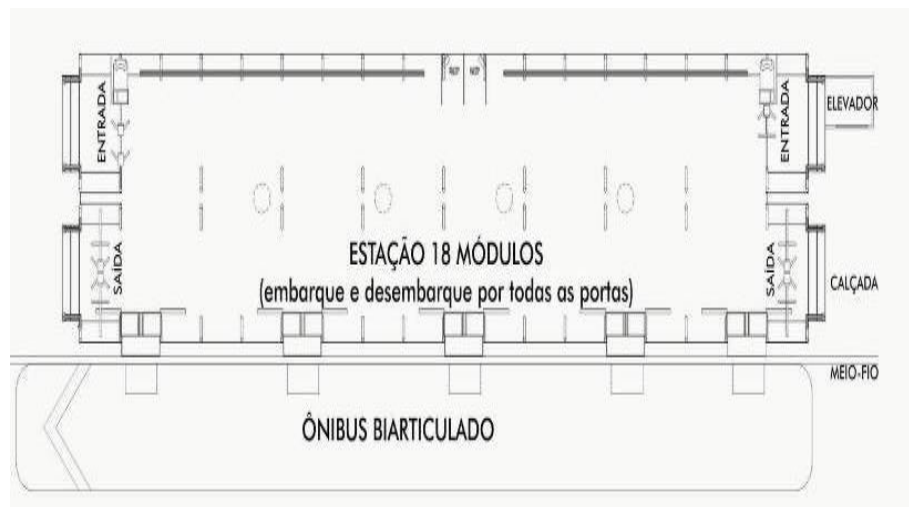 ENTRADA
ENTRADA
ELEVADOR
SAÍDA
ESTAÇÃO 18 MÓDULOS
(embarque e desembarque por todas as portas)
SAÍDA
CALÇADA
MEIO-FIO
ÔNIBUS BIARTICULADO